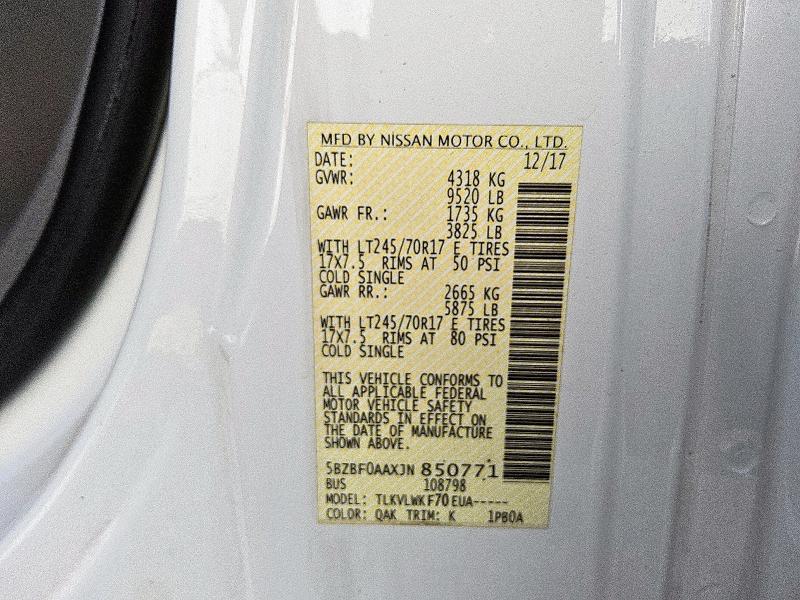 MFD BY NISSAN MOTOR CO., LTD.
DATE: 12/17
GVWR: 4318 KG
9520 LB
GAWR FR.: 1735 KG
3825 LB
WITH LT245/70R17 E TIRES
17X7.5 RIMS AT 50 PSI
COLD SINGLE
GAWR RR.: 2665 KG
5875 LB
WITH LT245/70R17 E TIRES
17X7.5 RIMS AT 80 PSI
COLD SINGLE
THIS VEHICLE CONFORMS TO
ALL APPLICABLE FEDERAL
MOTOR VEHICLE SAFETY
STANDARDS IN EFFECT ON
THE DATE OF MANUFACTURE
SHOWN ABOVE.
5BZBF0AAXJN 850771
BUS 108798
MODEL: TLKVLWK F70 EUA-----
COLOR: QAK TRIM: K 1PB0A